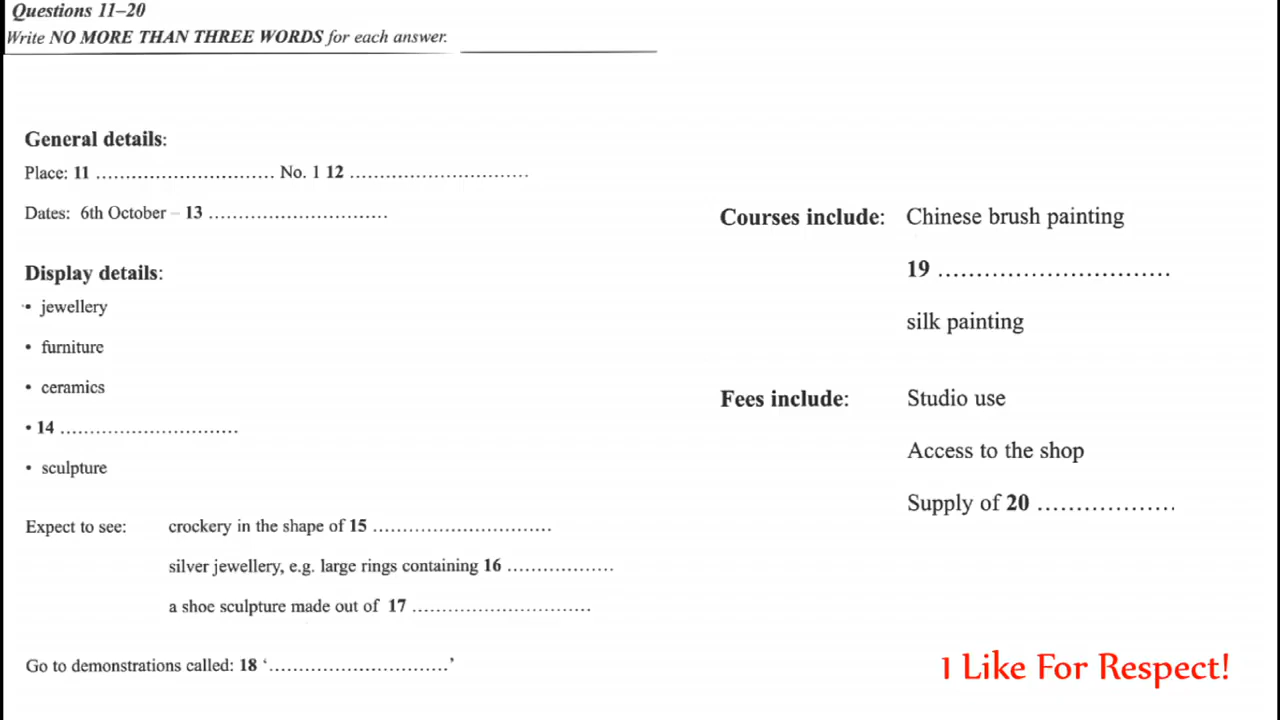 Questions 11–20
Write NO MORE THAN THREE WORDS for each answer.
General details:
Place: 11 .............................. No. 1 12 ..............................
Dates: 6th October – 13 ..............................
Display details:
• jewellery
• furniture
• ceramics
• 14 ..............................
• sculpture
Expect to see: crockery in the shape of 15 ..............................
silver jewellery, e.g. large rings containing 16 ..................
a shoe sculpture made out of 17 ..............................
Go to demonstrations called: 18 ‘..............................’
Courses include: Chinese brush painting
19 ..............................
silk painting
Fees include: Studio use
Access to the shop
Supply of 20 ..................
1 Like For Respect!